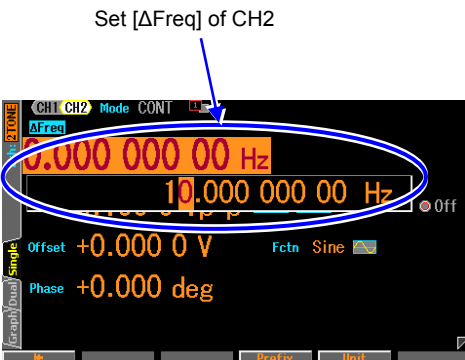 Set [ΔFreq] of CH2
CH1 CH2 Mode CONT 1
ΔFreq
0.000 000 00 Hz
10.000 000 00 Hz
Off
Offset +0.000 0 V Fctn Sine
Phase +0.000 deg
2TONE
Single
Dual
Graph
Prefix Unit